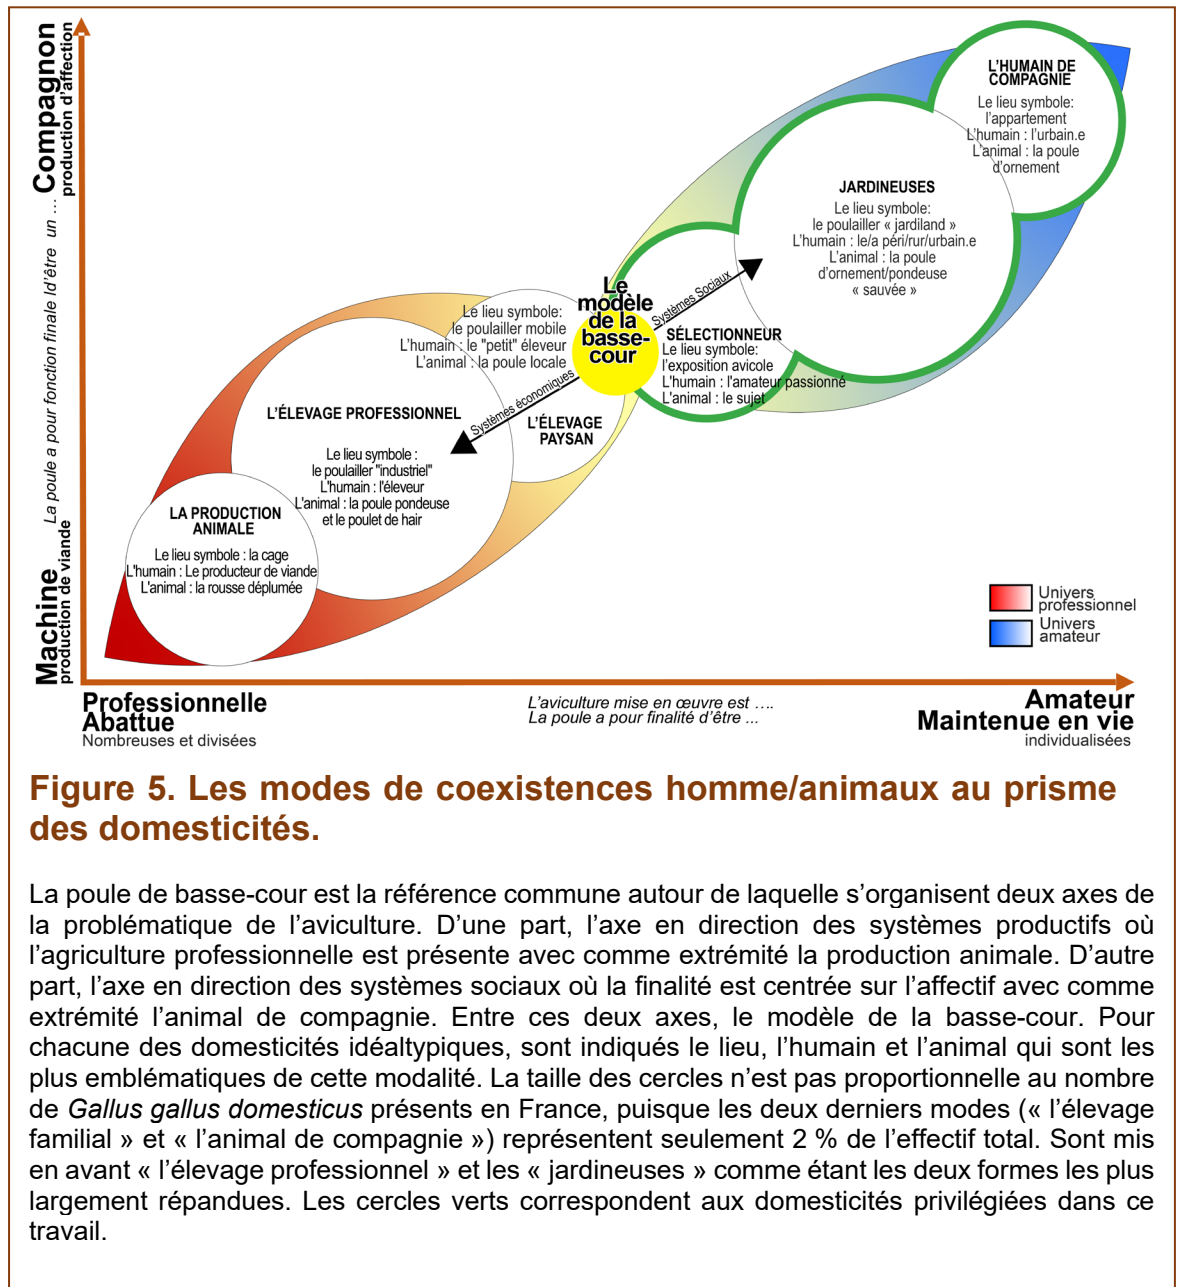 Compagnon
production d'affection
La poule a pour fonction finale ld'être un ...
Machine
production de viande
L'HUMAIN DE
COMPAGNIE
Le lieu symbole:
l'appartement
L'humain : l'urbain.e
L'animal : la poule
d'ornement
JARDINEUSES
Le lieu symbole:
le poulailler « jardiland »
L'humain : le/a péri/rur/urbain.e
L'animal : la poule
d'ornement/pondeuse
« sauvée »
Le
modèle
de la
basse-
cour
Systèmes Sociaux
SÉLECTIONNEUR
Le lieu symbole:
l'exposition avicole
L'humain : l'amateur passionné
L'animal : le sujet
Le lieu symbole:
le poulailler mobile
L'humain : le "petit" éleveur
L'animal : la poule locale
Systèmes économiques
L'ÉLEVAGE
PAYSAN
L'ÉLEVAGE PROFESSIONNEL
Le lieu symbole :
le poulailler "industriel"
L'humain : l'éleveur
L'animal : la poule pondeuse
et le poulet de hair
LA PRODUCTION
ANIMALE
Le lieu symbole : la cage
L'humain : Le producteur de viande
L'animal : la rousse déplumée
Univers
professionnel
Univers
amateur
Professionnelle
Abattue
Nombreuses et divisées
L'aviculture mise en œuvre est ....
La poule a pour finalité d'être ...
Amateur
Maintenue en vie
individualisées
Figure 5. Les modes de coexistences homme/animaux au prisme
des domesticités.
La poule de basse-cour est la référence commune autour de laquelle s'organisent deux axes de
la problématique de l'aviculture. D'une part, l'axe en direction des systèmes productifs où
l'agriculture professionnelle est présente avec comme extrémité la production animale. D'autre
part, l'axe en direction des systèmes sociaux où la finalité est centrée sur l'affectif avec comme
extrémité l'animal de compagnie. Entre ces deux axes, le modèle de la basse-cour. Pour
chacune des domesticités idéaltypiques, sont indiqués le lieu, l'humain et l'animal qui sont les
plus emblématiques de cette modalité. La taille des cercles n'est pas proportionnelle au nombre
de Gallus gallus domesticus présents en France, puisque les deux derniers modes (« l'élevage
familial » et « l'animal de compagnie ») représentent seulement 2 % de l'effectif total. Sont mis
en avant « l'élevage professionnel » et les « jardineuses » comme étant les deux formes les plus
largement répandues. Les cercles verts correspondent aux domesticités privilégiées dans ce
travail.